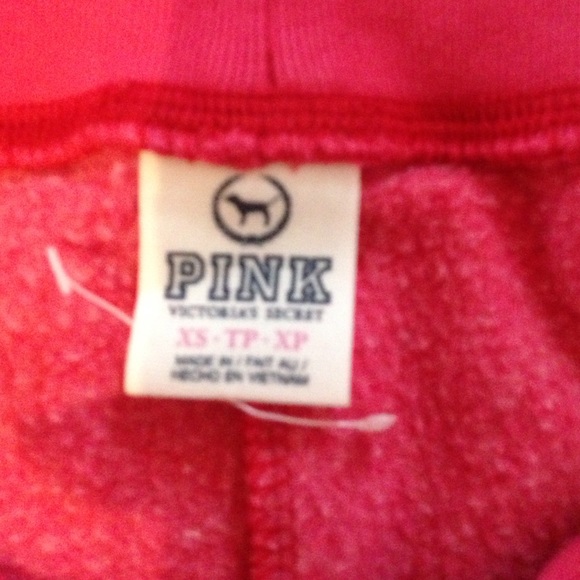 PINK
VICTORIA'S SECRET
XS · TP · XP
MADE IN / FAIT AU /
HECHO EN VIETNAM